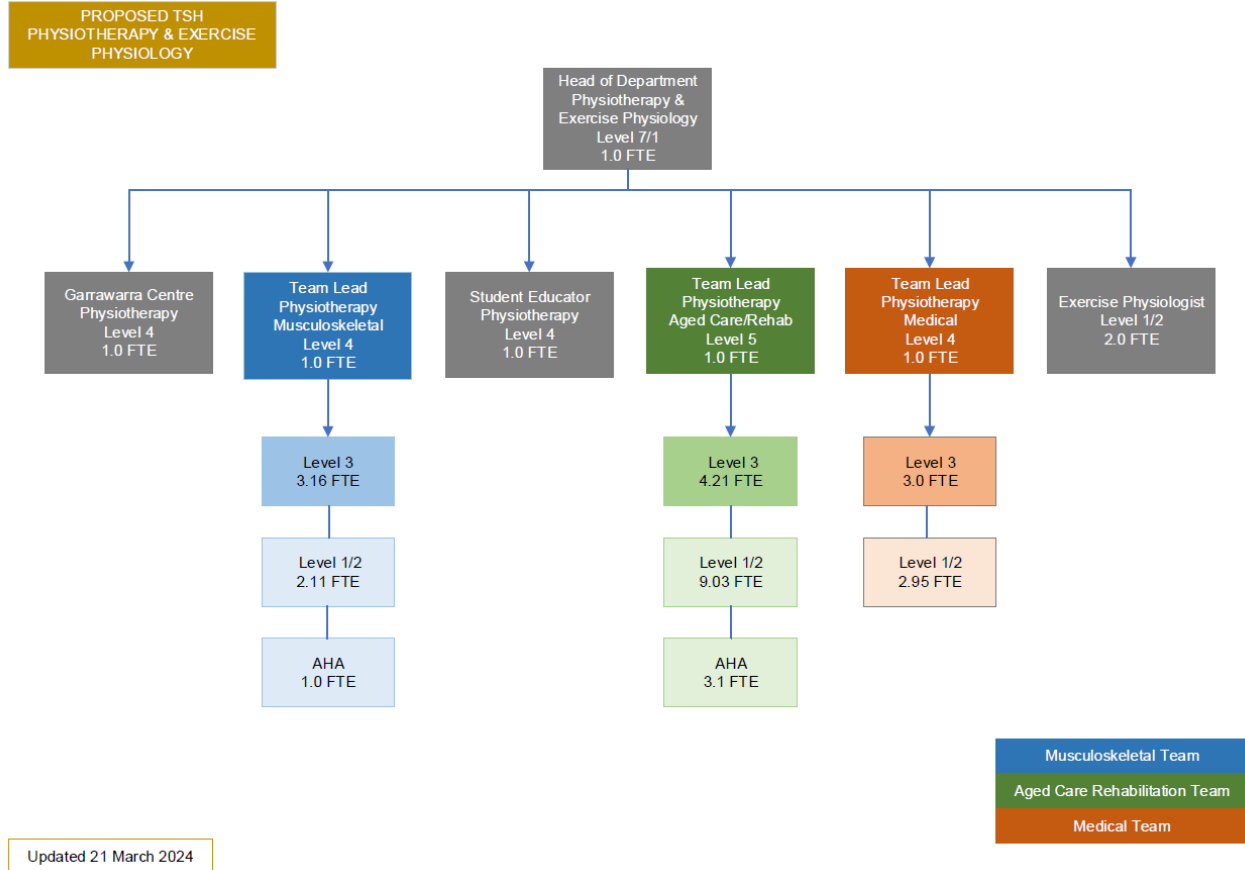 PROPOSED TSH
PHYSIOTHERAPY & EXERCISE
PHYSIOLOGY
Head of Department
Physiotherapy &
Exercise Physiology
Level 7/1
1.0 FTE
Garrawarra Centre
Physiotherapy
Level 4
1.0 FTE
Team Lead
Physiotherapy
Musculoskeletal
Level 4
1.0 FTE
Student Educator
Physiotherapy
Level 4
1.0 FTE
Team Lead
Physiotherapy
Aged Care/Rehab
Level 5
1.0 FTE
Team Lead
Physiotherapy
Medical
Level 4
1.0 FTE
Exercise Physiologist
Level 1/2
2.0 FTE
Level 3
3.16 FTE
Level 3
4.21 FTE
Level 3
3.0 FTE
Level 1/2
2.11 FTE
Level 1/2
9.03 FTE
Level 1/2
2.95 FTE
AHA
1.0 FTE
AHA
3.1 FTE
Musculoskeletal Team
Aged Care Rehabilitation Team
Medical Team
Updated 21 March 2024